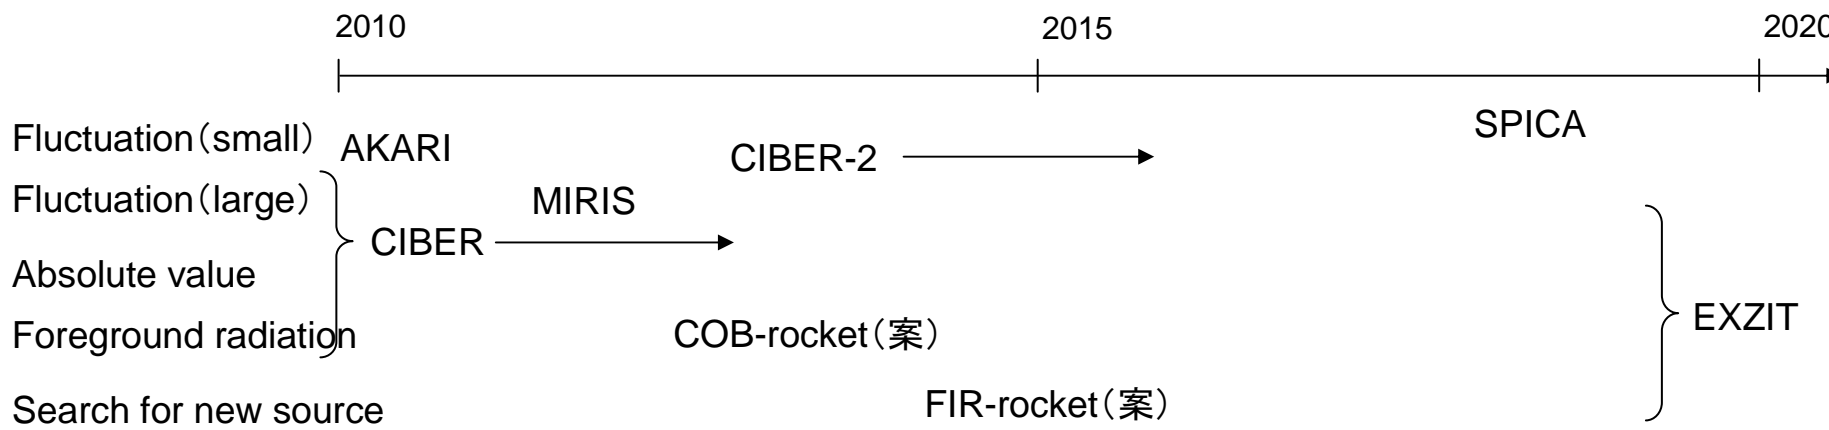 2010 2015 2020
Fluctuation（small） AKARI CIBER-2 SPICA
Fluctuation（large） MIRIS
CIBER
Absolute value
Foreground radiation COB-rocket（案） EXZIT
Search for new source FIR-rocket（案）